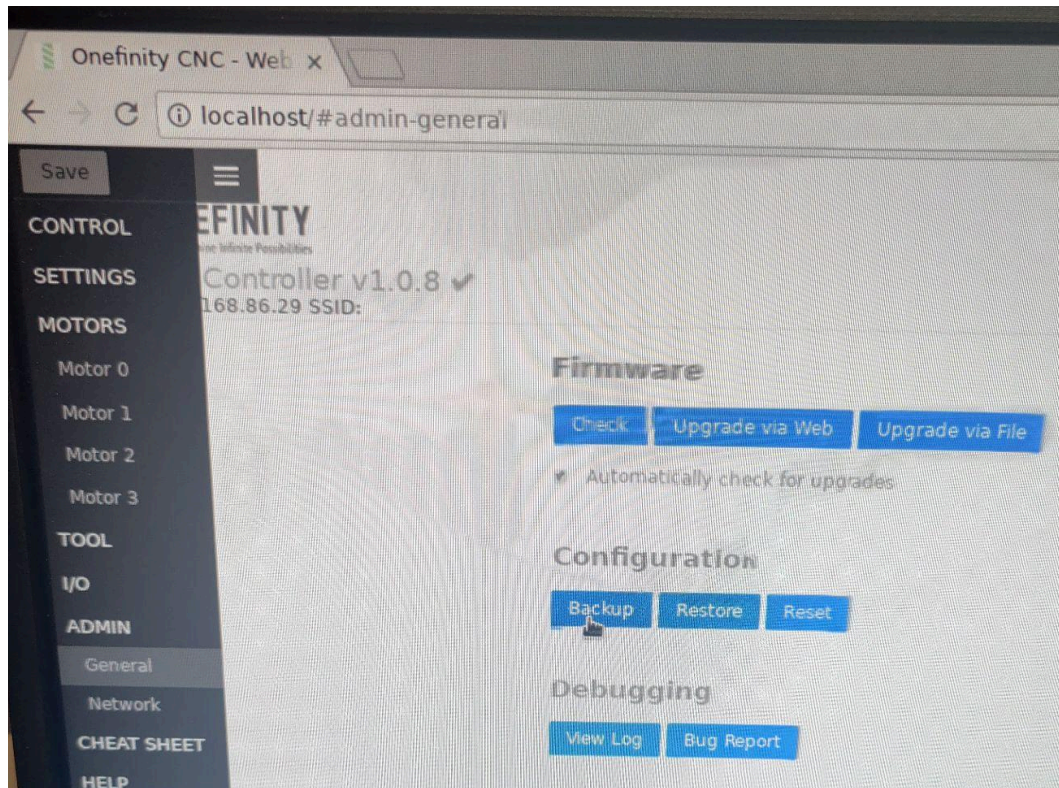 Onefinity CNC - Web x
localhost/#admin-general
Save
CONTROL
SETTINGS
MOTORS
Motor 0
Motor 1
Motor 2
Motor 3
TOOL
I/O
ADMIN
General
Network
CHEAT SHEET
HELP
EFINITY
Infinite Possibilities
Controller v1.0.8 ✔
168.86.29 SSID:
Firmware
Check Upgrade via Web Upgrade via File
Automatically check for upgrades
Configuration
Backup Restore Reset
Debugging
View Log Bug Report